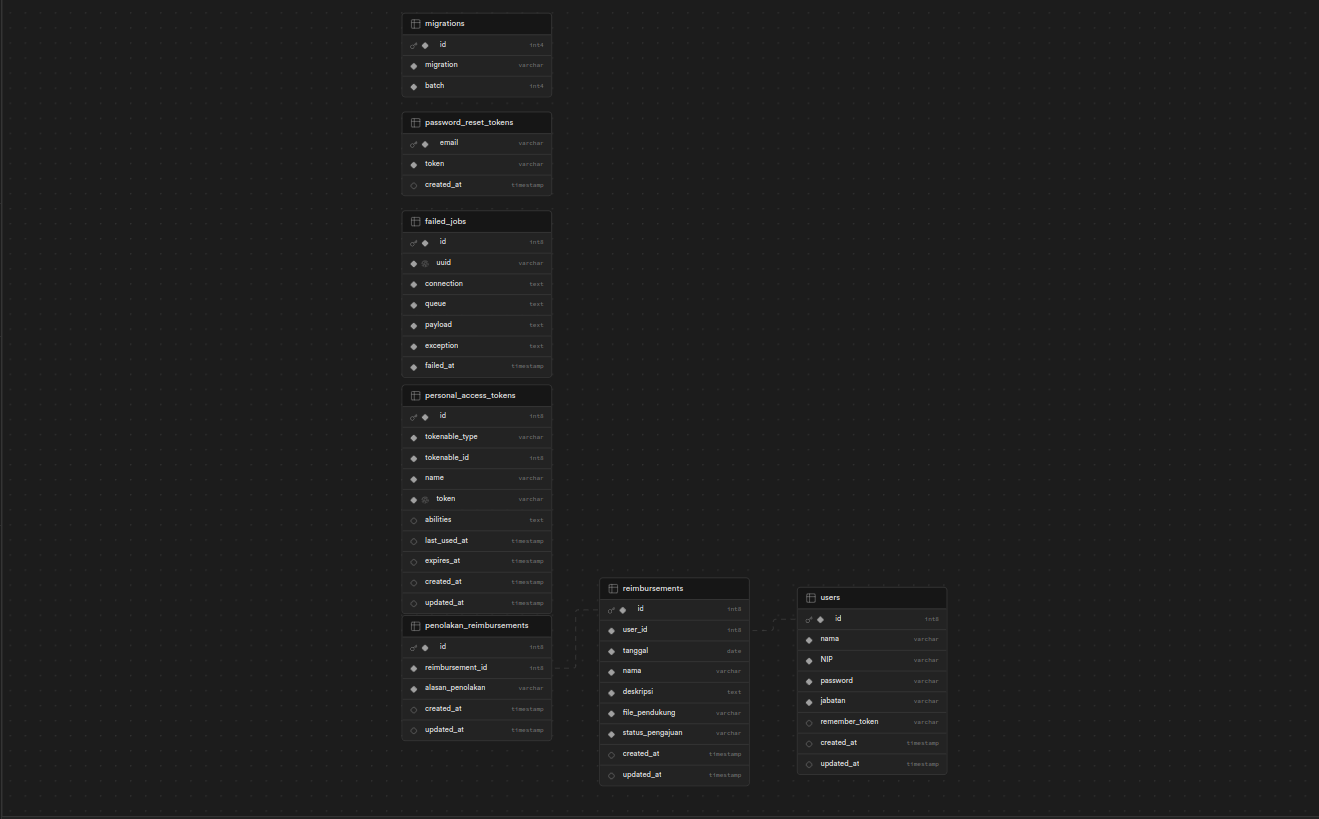 migrations
id int4
migration varchar
batch int4
password_reset_tokens
email varchar
token varchar
created_at timestamp
failed_jobs
id int8
uuid varchar
connection text
queue text
payload text
exception text
failed_at timestamp
personal_access_tokens
id int8
tokenable_type varchar
tokenable_id int8
name varchar
token varchar
abilities text
last_used_at timestamp
expires_at timestamp
created_at timestamp
updated_at timestamp
penolakan_reimbursements
id int8
reimbursement_id int8
alasan_penolakan varchar
created_at timestamp
updated_at timestamp
reimbursements
id int8
user_id int8
tanggal date
nama varchar
deskripsi text
file_pendukung varchar
status_pengajuan varchar
created_at timestamp
updated_at timestamp
users
id int8
nama varchar
NIP varchar
password varchar
jabatan varchar
remember_token varchar
created_at timestamp
updated_at timestamp